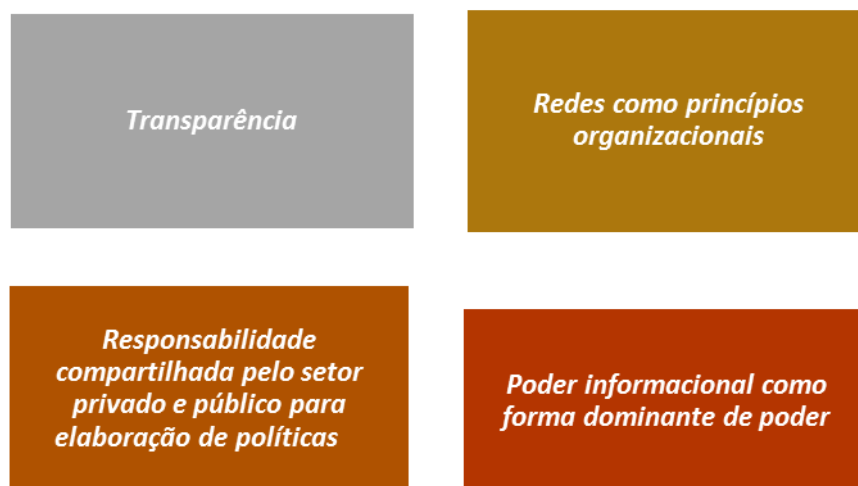 Transparência
Redes como princípios
organizacionais
Responsabilidade
compartilhada pelo setor
privado e público para
elaboração de políticas
Poder informacional como
forma dominante de poder